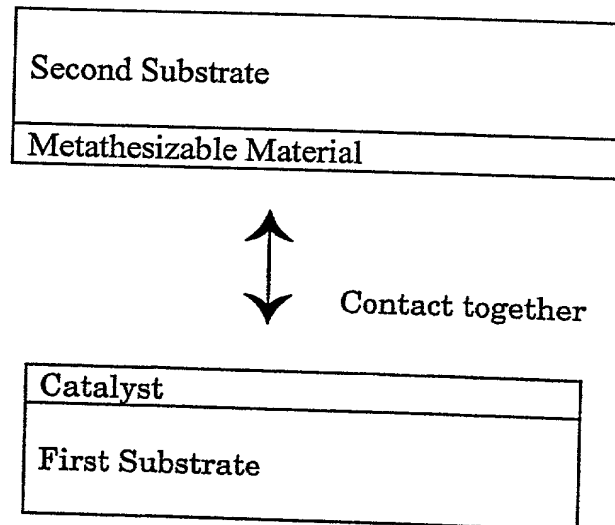 Second Substrate
Metathesizable Material
Contact together
Catalyst
First Substrate